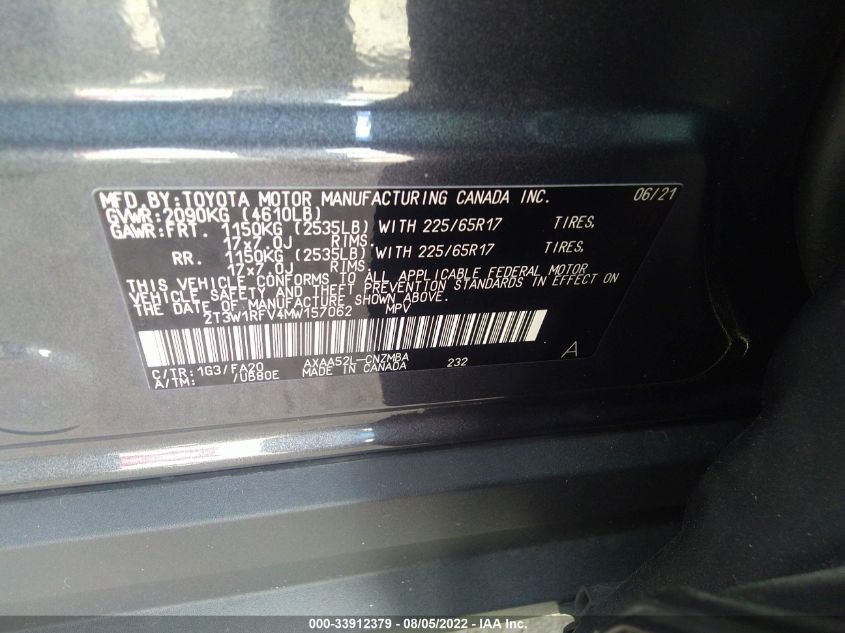 MFD.BY:TOYOTA MOTOR MANUFACTURING CANADA INC. 06/21
GVWR:2090KG (4610LB)
GAWR:FRT. 1150KG (2535LB) WITH 225/65R17 TIRES,
17x7.0J RIMS.
RR. 1150KG (2535LB) WITH 225/65R17 TIRES,
17x7.0J RIMS.
THIS VEHICLE CONFORMS TO ALL APPLICABLE FEDERAL MOTOR
VEHICLE SAFETY AND THEFT PREVENTION STANDARDS IN EFFECT ON
THE DATE OF MANUFACTURE SHOWN ABOVE.
2T3W1RFV4MW157062 MPV
C/TR:1G3/FA20 AXAA52L-CNZMBA 232 A
A/TM: /U680E MADE IN CANADA
000-33912379 - 08/05/2022 - IAA Inc.